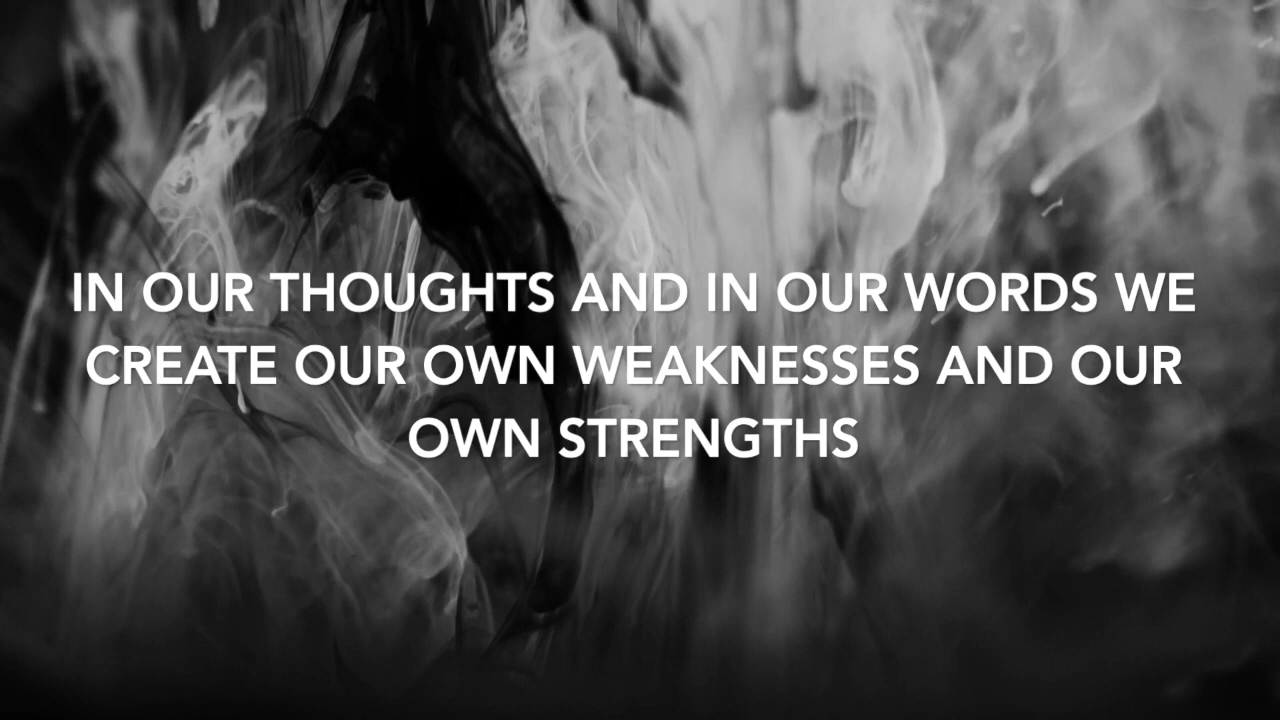 IN OUR THOUGHTS AND IN OUR WORDS WE
CREATE OUR OWN WEAKNESSES AND OUR
OWN STRENGTHS